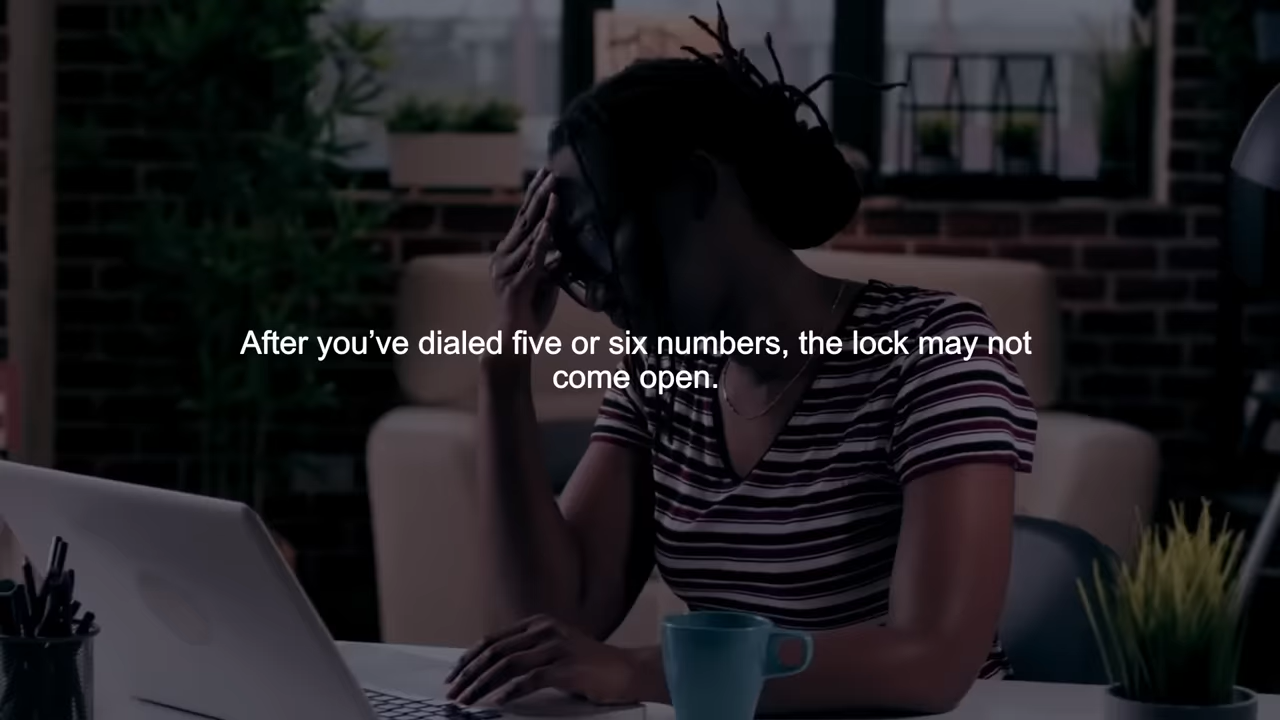 After you’ve dialed five or six numbers, the lock may not
come open.